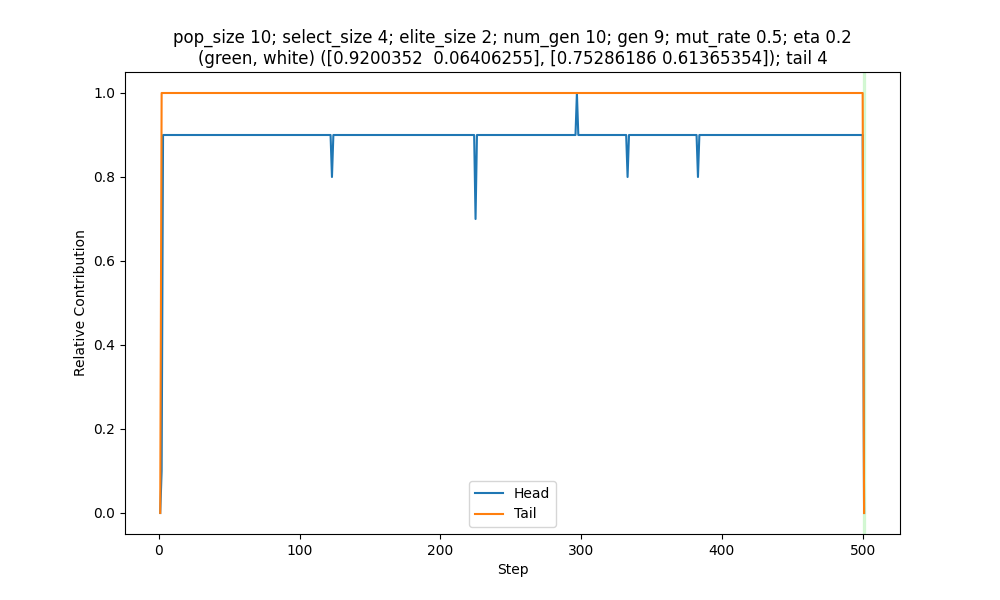 pop_size 10; select_size 4; elite_size 2; num_gen 10; gen 9; mut_rate 0.5; eta 0.2
(green, white) ([0.9200352  0.06406255], [0.75286186 0.61365354]); tail 4
1.0
0.8
0.6
0.4
0.2
0.0
Relative Contribution
Head
Tail
0 100 200 300 400 500
Step